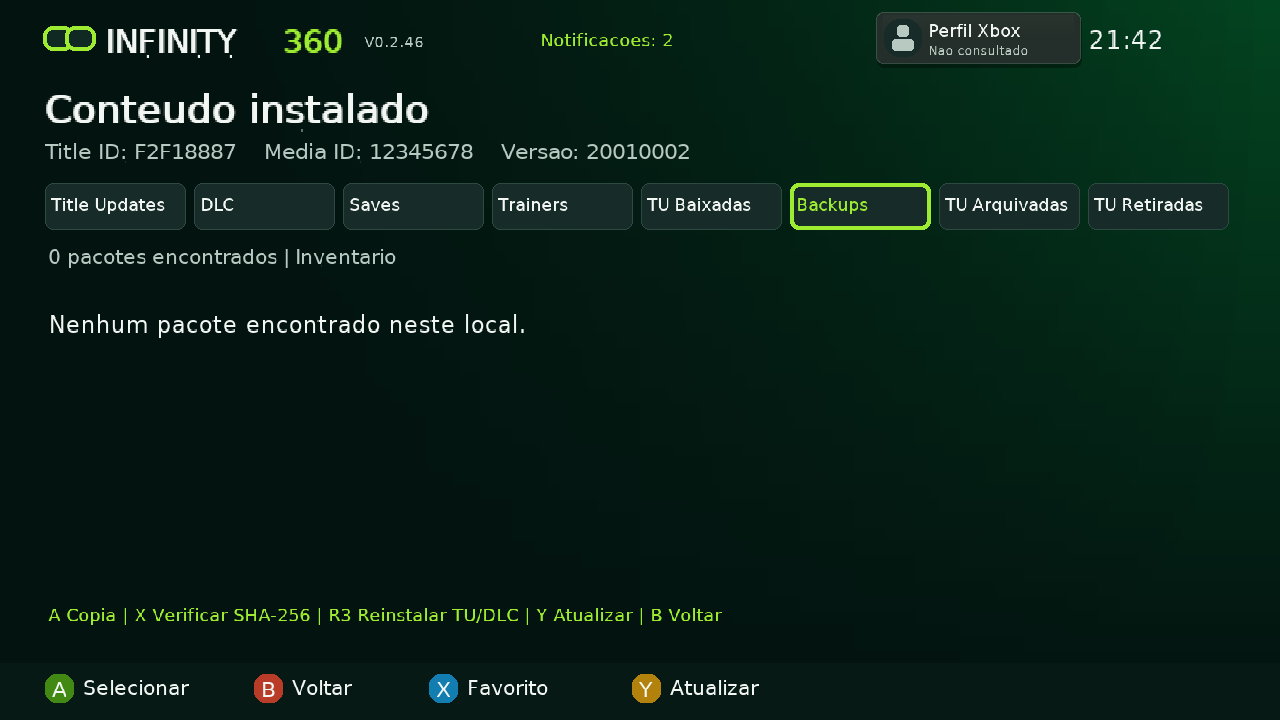 INFINITY 360 V0.2.46 Notificacoes: 2 Perfil Xbox 21:42
Nao consultado
Conteudo instalado
Title ID: F2F18887 Media ID: 12345678 Versao: 20010002
Title Updates DLC Saves Trainers TU Baixadas Backups TU Arquivadas TU Retiradas
0 pacotes encontrados | Inventario
Nenhum pacote encontrado neste local.
A Copia | X Verificar SHA-256 | R3 Reinstalar TU/DLC | Y Atualizar | B Voltar
A Selecionar B Voltar X Favorito Y Atualizar